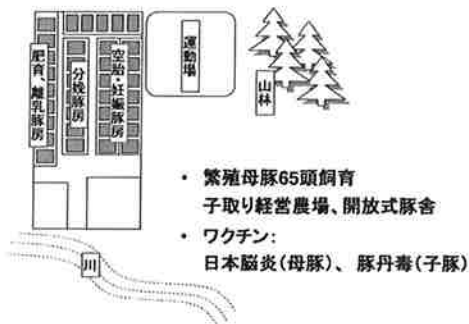 肥育、離乳豚房
分娩豚房
空胎・妊娠豚房
運動場
山林
川
• 繁殖母豚65頭飼育
子取り経営農場、開放式豚舎
• ワクチン:
日本脳炎(母豚)、豚丹毒(子豚)